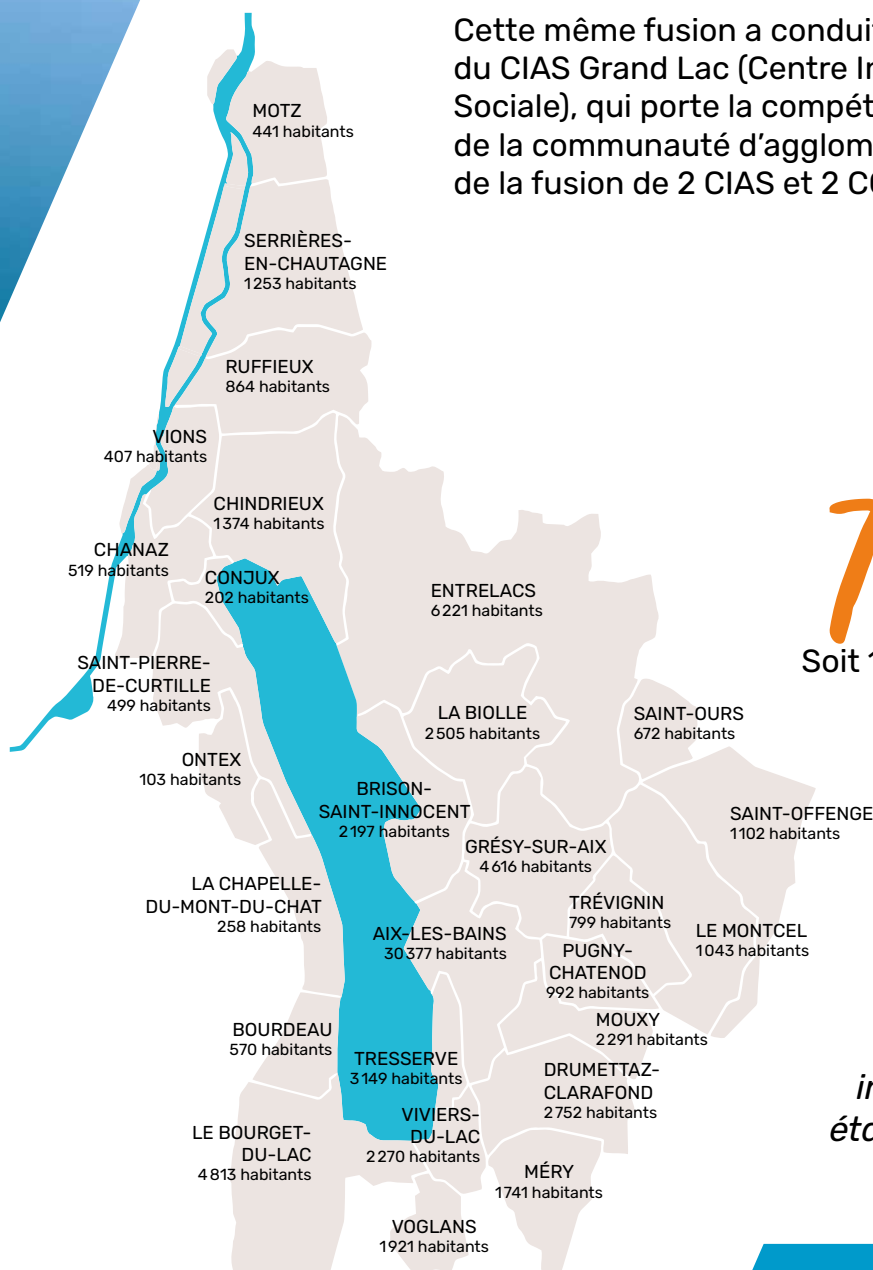 Cette même fusion a conduit
du CIAS Grand Lac (Centre In
Sociale), qui porte la compét
de la communauté d'agglom
de la fusion de 2 CIAS et 2 C
MOTZ
441 habitants
SERRIÈRES-
EN-CHAUTAGNE
1253 habitants
RUFFIEUX
864 habitants
VIONS
407 habitants
CHINDRIEUX
1374 habitants
CHANAZ
519 habitants
CONJUX
202 habitants
ENTRELACS
6221 habitants
Soit 1
SAINT-PIERRE-
DE-CURTILLE
499 habitants
LA BIOLLE
2505 habitants
SAINT-OURS
672 habitants
ONTEX
103 habitants
BRISON-
SAINT-INNOCENT
2197 habitants
SAINT-OFFENGE
1102 habitants
GRÉSY-SUR-AIX
4616 habitants
LA CHAPELLE-
DU-MONT-DU-CHAT
258 habitants
TRÉVIGNIN
799 habitants
AIX-LES-BAINS
30377 habitants
LE MONTCEL
1043 habitants
PUGNY-
CHATENOD
992 habitants
BOURDEAU
570 habitants
MOUXY
2291 habitants
TRESSERVE
3149 habitants
DRUMETTAZ-
CLARAFOND
2752 habitants
in
éta
VIVIERS-
DU-LAC
2270 habitants
LE BOURGET-
DU-LAC
4813 habitants
MÉRY
1741 habitants
VOGLANS
1921 habitants